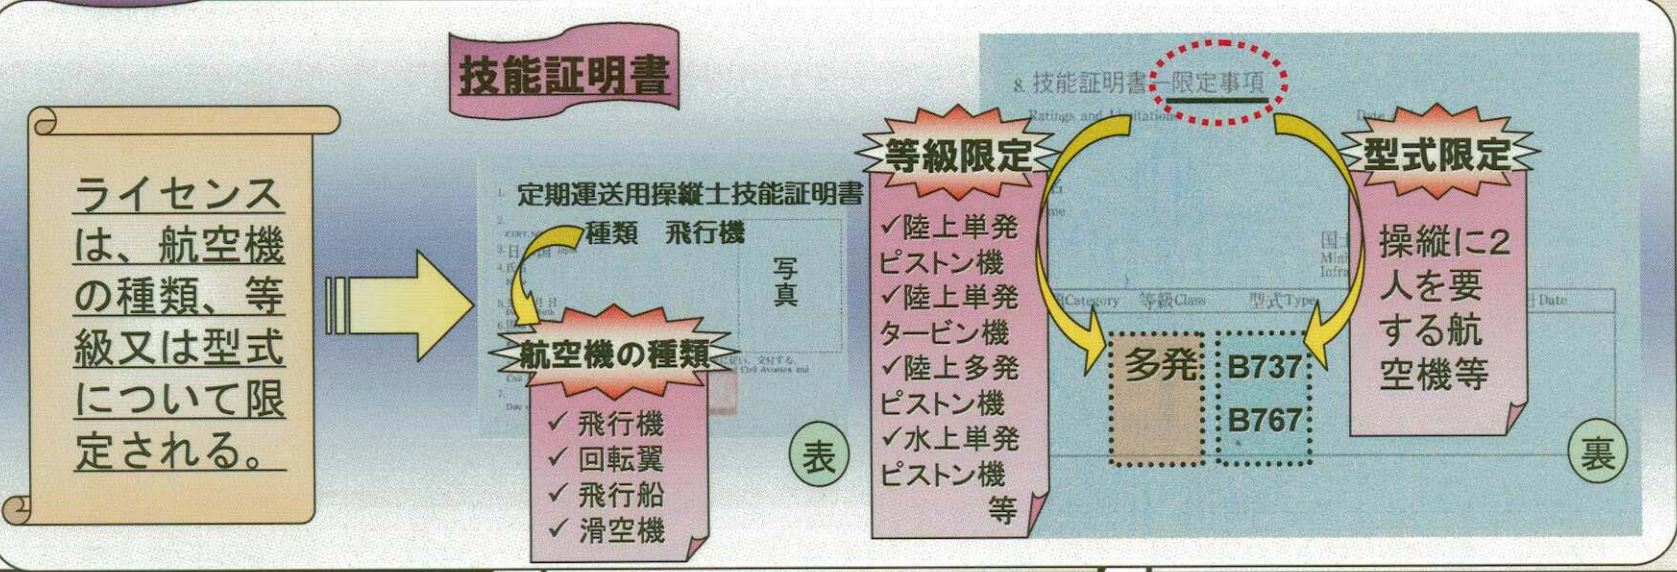 技能証明書
ライセンス
は、航空機
の種類、等
級又は型式
について限
定される。
1.
定期運送用操縦士技能証明書
2.
種類 飛行機
3.
4.
写真
6.
7.
航空機の種類
✓ 飛行機
✓ 回転翼
✓ 飛行船
✓ 滑空機
表
8. 技能証明書―限定事項
Ratings and Limitations
等級限定
✓陸上単発
ピストン機
✓陸上単発
タービン機
✓陸上多発
ピストン機
✓水上単発
ピストン機
等
Category 等級Class 型式Type Date
多発
B737
B767
型式限定
操縦に2
人を要
する航
空機等
裏